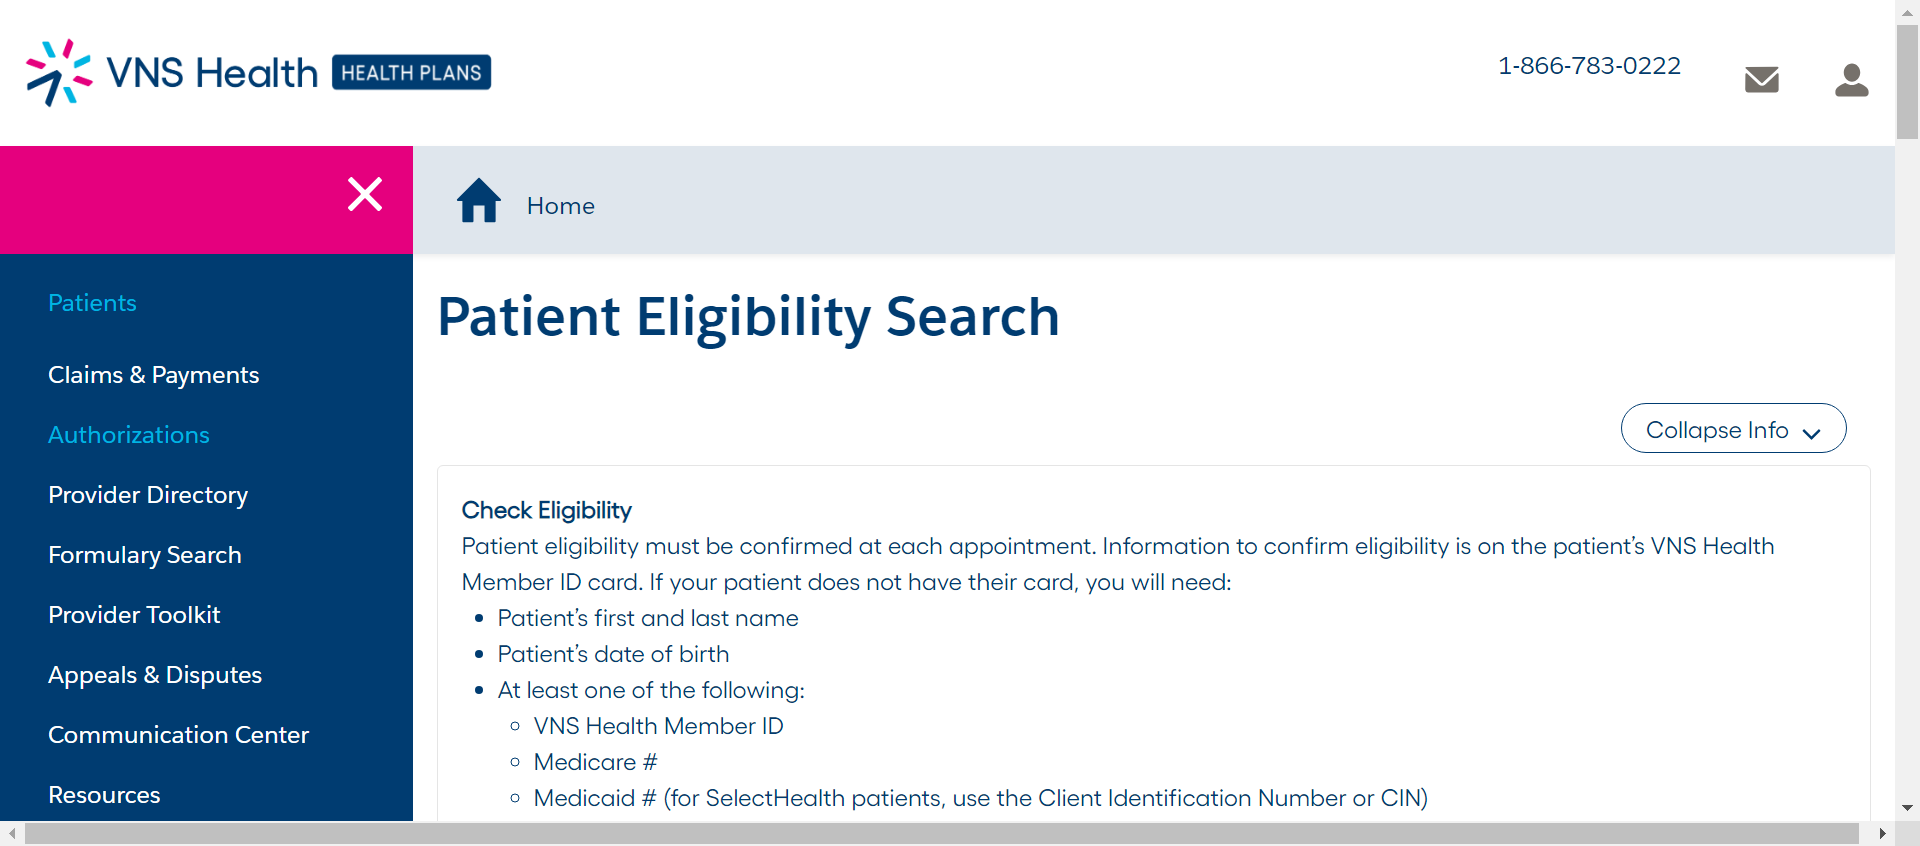 VNS Health HEALTH PLANS
1-866-783-0222
Home
Patients
Claims & Payments
Authorizations
Provider Directory
Formulary Search
Provider Toolkit
Appeals & Disputes
Communication Center
Resources
Patient Eligibility Search
Collapse Info
Check Eligibility
Patient eligibility must be confirmed at each appointment. Information to confirm eligibility is on the patient’s VNS Health
Member ID card. If your patient does not have their card, you will need:
Patient’s first and last name
Patient’s date of birth
At least one of the following:
VNS Health Member ID
Medicare #
Medicaid # (for SelectHealth patients, use the Client Identification Number or CIN)